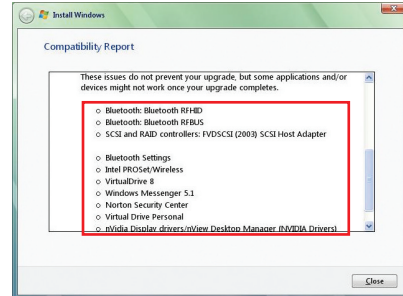 Install Windows
Compatibility Report
These issues do not prevent your upgrade, but some applications and/or
devices might not work once your upgrade completes.
Bluetooth: Bluetooth RFHID
Bluetooth: Bluetooth RFBUS
SCSI and RAID controllers: FVDSCSI (2003) SCSI Host Adapter
Bluetooth Settings
Intel PROSet/Wireless
VirtualDrive 8
Windows Messenger 5.1
Norton Security Center
Virtual Drive Personal
nVidia Display drivers/nView Desktop Manager (NVIDIA Drivers)
Close